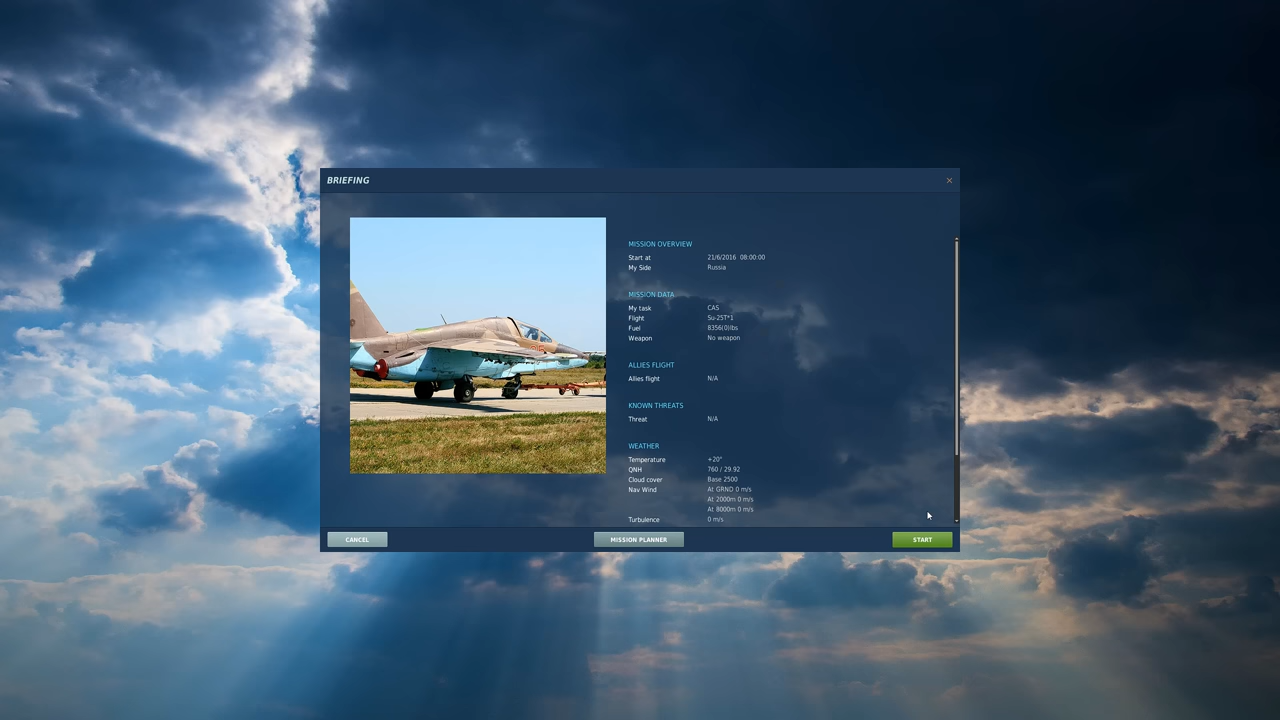 BRIEFING
MISSION OVERVIEW
Start at 21/6/2016 08:00:00
My Side Russia
MISSION DATA
My task CAS
Flight Su-25T*1
Fuel 8356(0)lbs
Weapon No weapon
ALLIES FLIGHT
Allies flight N/A
KNOWN THREATS
Threat N/A
WEATHER
Temperature +20°
QNH 760 / 29.92
Cloud cover Base 2500
Nav Wind At GRND 0 m/s
At 2000m 0 m/s
At 8000m 0 m/s
Turbulence 0 m/s
CANCEL MISSION PLANNER START